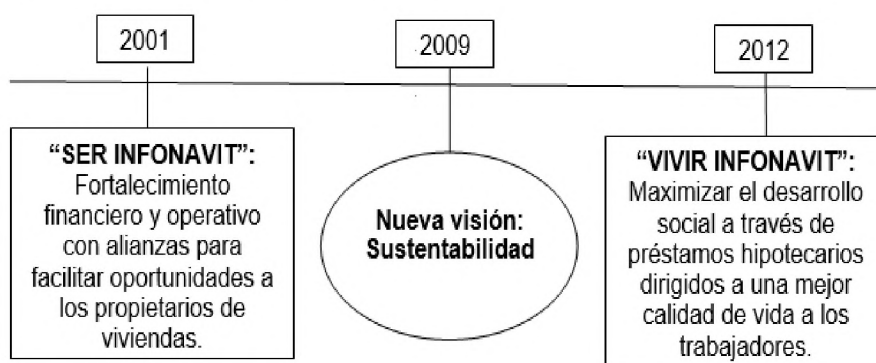 2001
2009
2012
“SER INFONAVIT”:
Fortalecimiento
financiero y operativo
con alianzas para
facilitar oportunidades a
los propietarios de
viviendas.
Nueva visión:
Sustentabilidad
“VIVIR INFONAVIT”:
Maximizar el desarrollo
social a través de
préstamos hipotecarios
dirigidos a una mejor
calidad de vida a los
trabajadores.